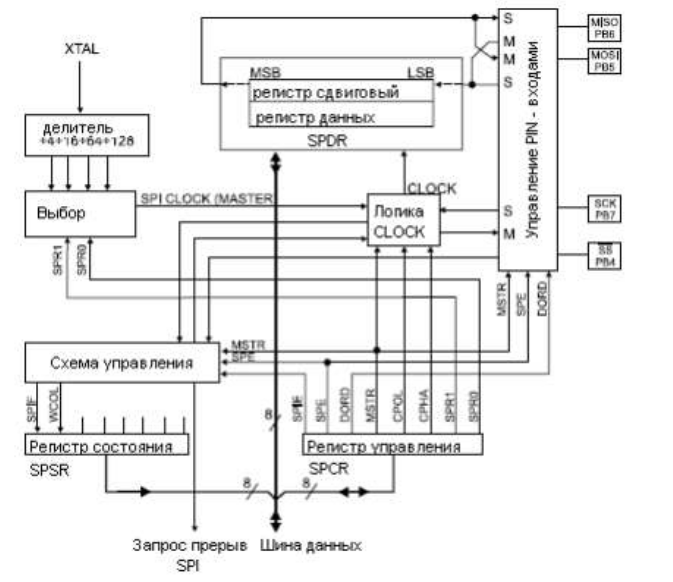 XTAL
делитель
÷4÷16÷64÷128
Выбор
SPI CLOCK (MASTER
SPR1
SPR0
MSB
LSB
регистр сдвиговый
регистр данных
SPDR
CLOCK
Логика
CLOCK
S
M
M
S
S
M
Управление PIN - входами
MISO
PB6
MOSI
PB5
SCK
PB7
SS
PB4
MSTR
SPE
DORD
MSTR
SPE
Схема управления
SPIF
WCOL
SPIE
SPE
DORD
MSTR
CPOL
CPHA
SPR1
SPR0
8
Регистр состояния
SPSR
Регистр управления
SPCR
8
8
Запрос прерыв
SPI
Шина данных